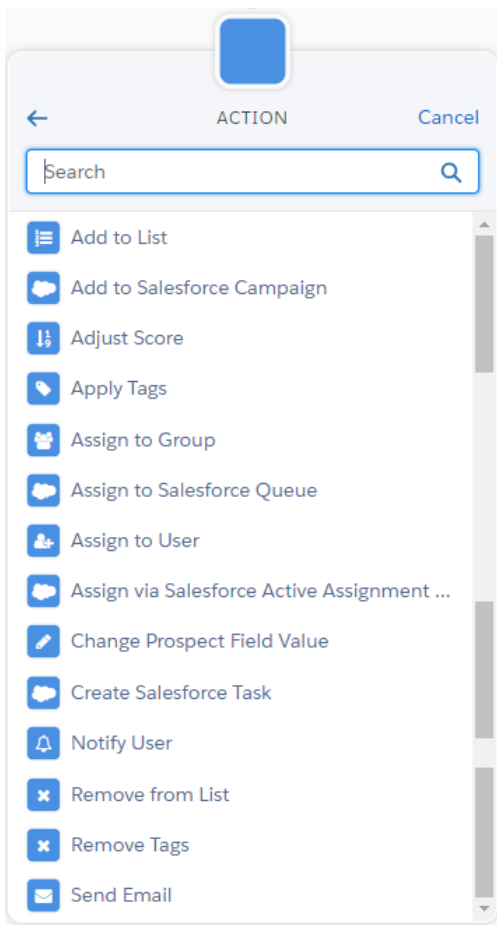 ACTION
Cancel
Search
Add to List
Add to Salesforce Campaign
Adjust Score
Apply Tags
Assign to Group
Assign to Salesforce Queue
Assign to User
Assign via Salesforce Active Assignment ...
Change Prospect Field Value
Create Salesforce Task
Notify User
Remove from List
Remove Tags
Send Email